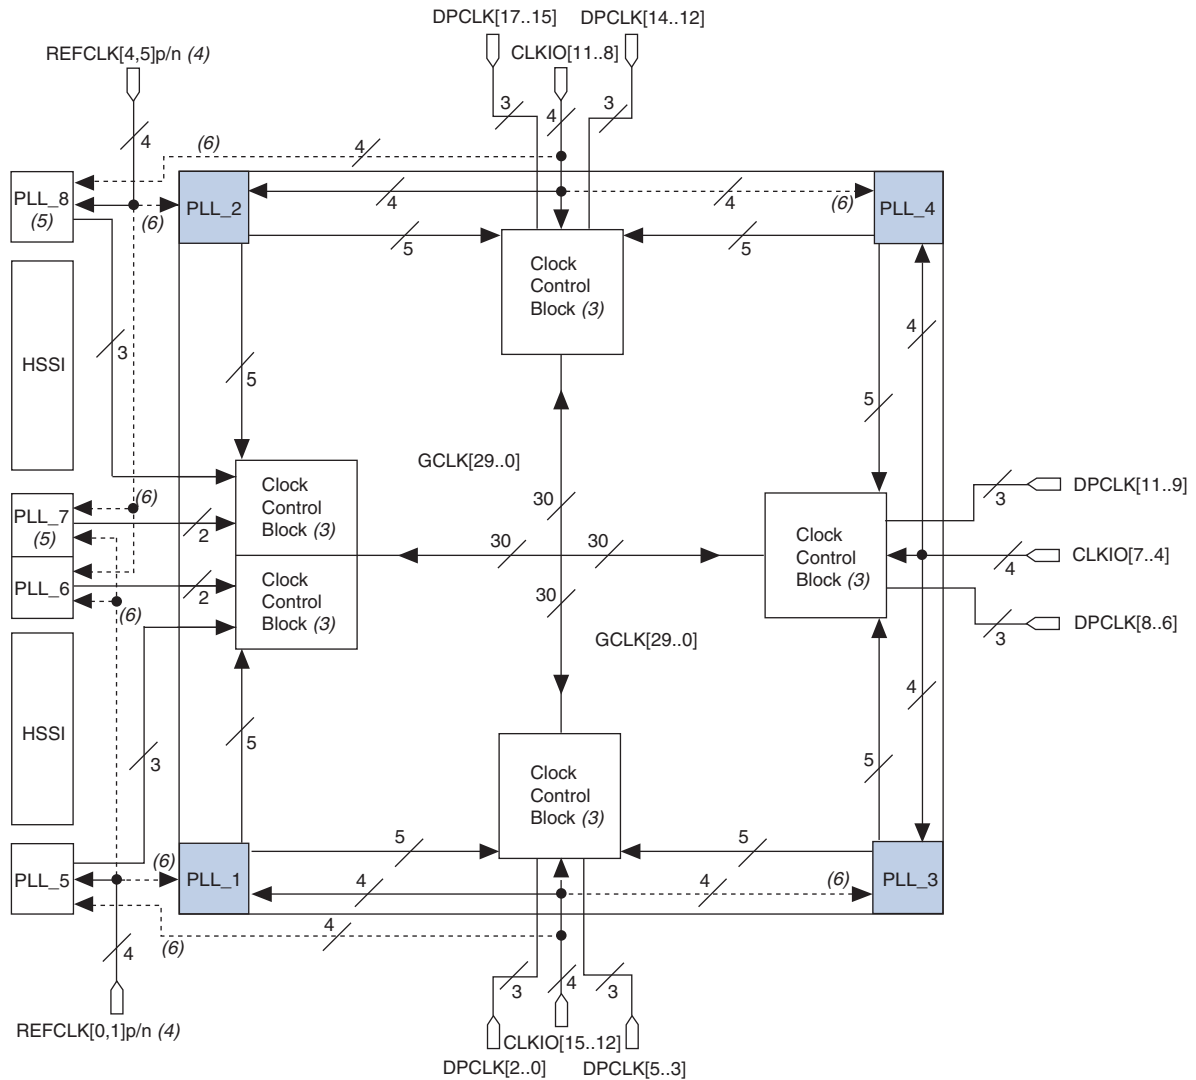 DPCLK[17..15]
DPCLK[14..12]
REFCLK[4,5]p/n (4)
CLKIO[11..8]
3
4
3
4
(6)
4
PLL_8
(5)
(6)
PLL_2
4
4
(6)
PLL_4
5
5
Clock
Control
Block (3)
HSSI
3
5
4
5
GCLK[29..0]
Clock
Control
Block (3)
(6)
PLL_7
(5)
2
30
DPCLK[11..9]
3
30
30
Clock
Control
Block (3)
CLKIO[7..4]
4
PLL_6
2
(6)
Clock
Control
Block (3)
30
GCLK[29..0]
DPCLK[8..6]
3
HSSI
3
5
4
5
Clock
Control
Block (3)
5
5
PLL_5
(6)
PLL_1
4
4
(6)
PLL_3
(6)
4
4
3
4
3
REFCLK[0,1]p/n (4)
CLKIO[15..12]
DPCLK[2..0]
DPCLK[5..3]